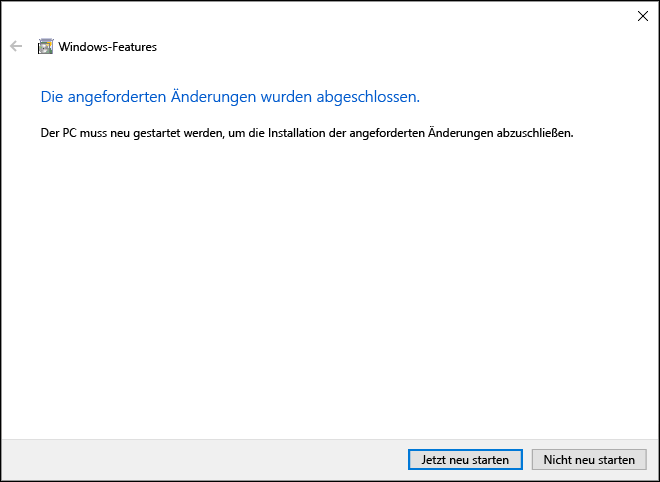 Windows-Features
Die angeforderten Änderungen wurden abgeschlossen.
Der PC muss neu gestartet werden, um die Installation der angeforderten Änderungen abzuschließen.
Jetzt neu starten
Nicht neu starten